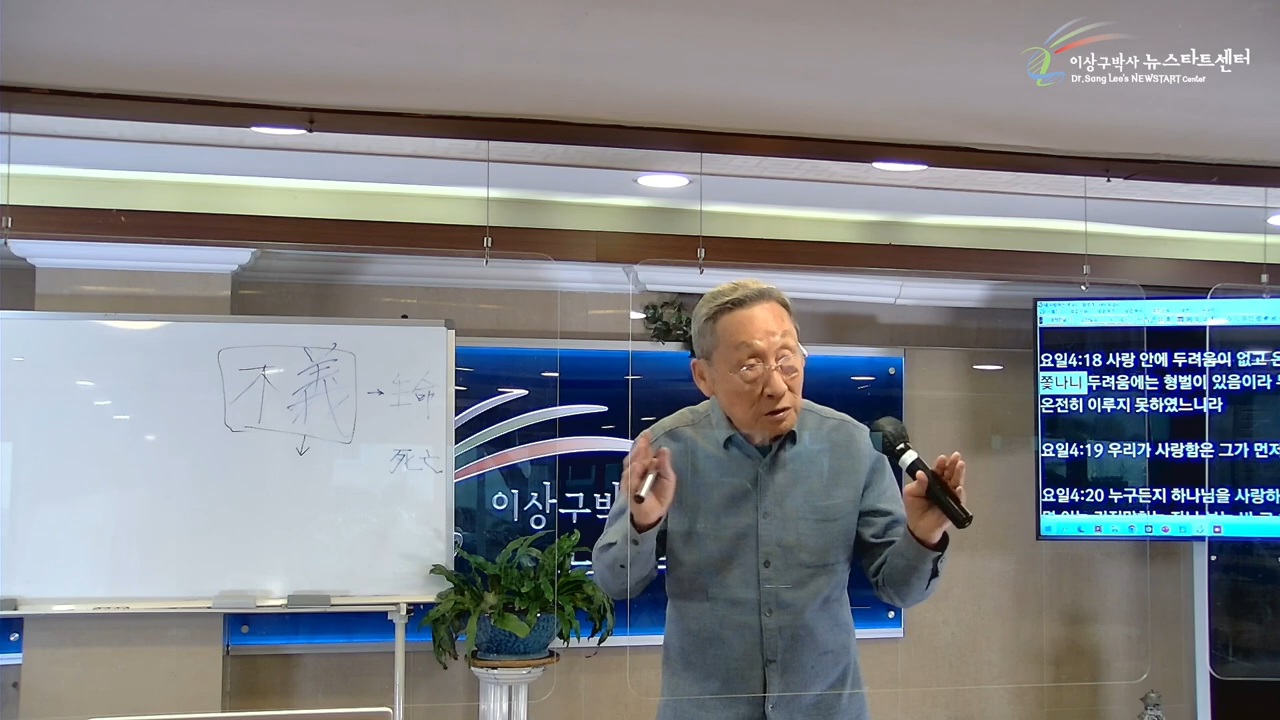 이상구박사 뉴스타트센터
Dr. Sang Lee's NEWSTART Center
不義 → 生命
↓
死亡
이상구박
요일4:18 사랑 안에 두려움이 없고 온
쫓나니 두려움에는 형벌이 있음이라
온전히 이루지 못하였느니라
요일4:19 우리가 사랑함은 그가 먼저
요일4:20 누구든지 하나님을 사랑하